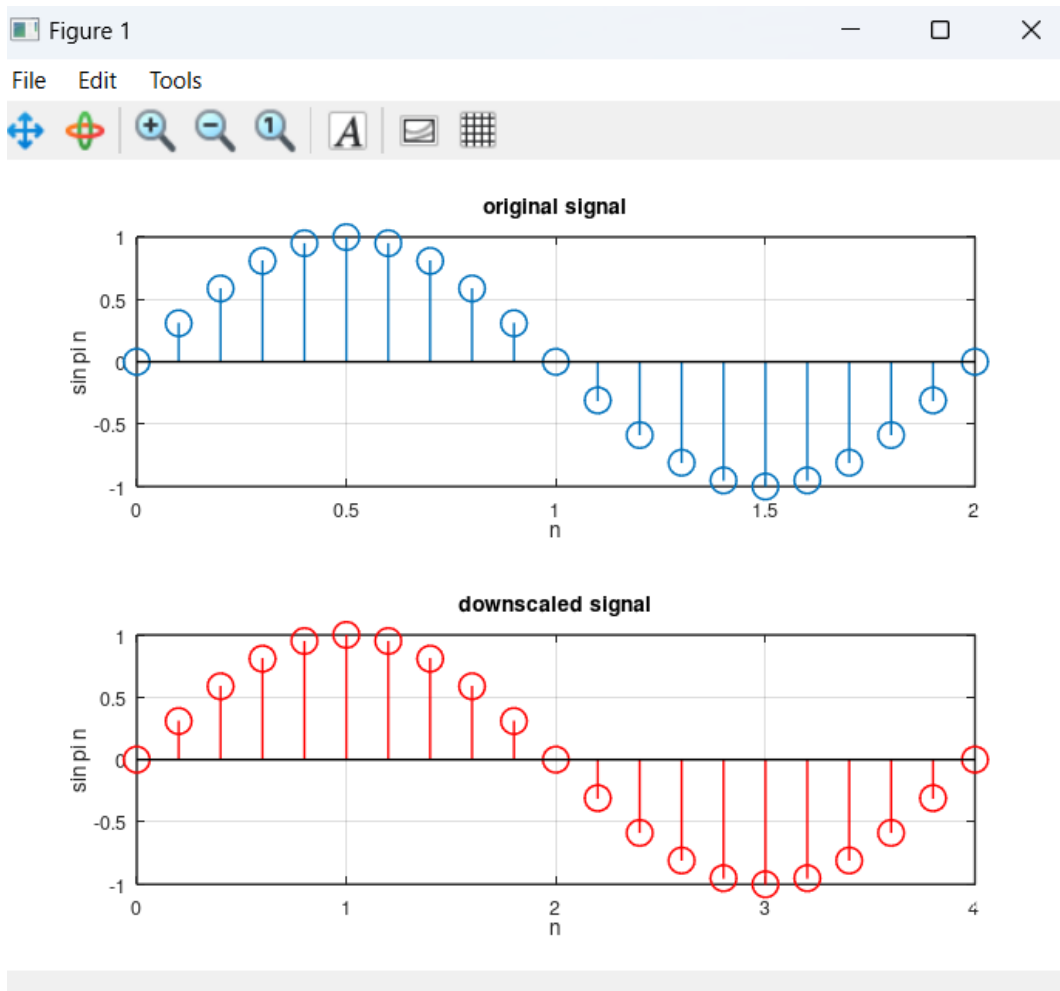 Figure 1
File Edit Tools
1
A
original signal
1
0.5
0
-0.5
-1
sin pi n
0 0.5 1 1.5 2
n
downscaled signal
1
0.5
0
-0.5
-1
sin pi n
0 1 2 3 4
n